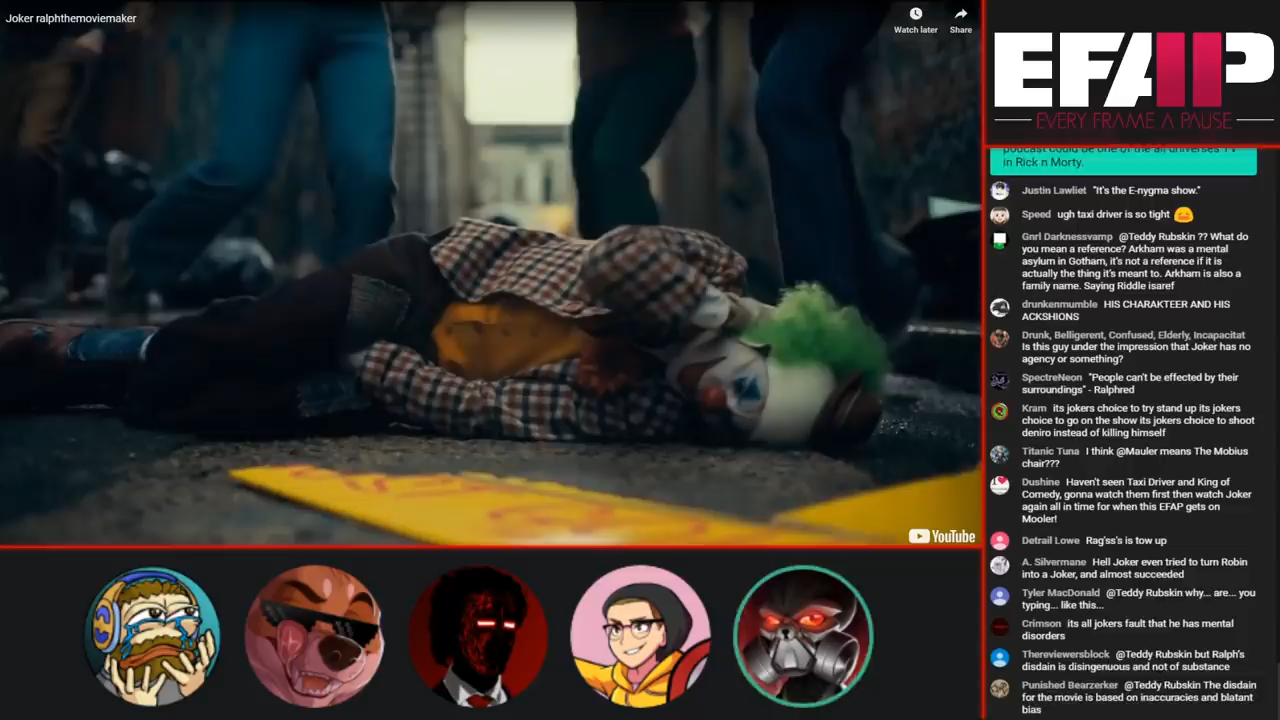 Joker ralphthemoviemaker
Watch later
Share
YouTube
EFAP
EVERY FRAME A PAUSE
podcast could be one of the all universes TV
in Rick n Morty.
Justin Lawliet "It's the E-nygma show."
Speed ugh taxi driver is so tight
Gnrl Darknessvamp @Teddy Rubskin ?? What do
you mean a reference? Arkham was a mental
asylum in Gotham, it's not a reference if it is
actually the thing it's meant to. Arkham is also a
family name. Saying Riddle isaref
drunkenmumble HIS CHARAKTEER AND HIS
ACKSHIONS
Drunk, Belligerent, Confused, Elderly, Incapacitat
Is this guy under the impression that Joker has no
agency or something?
SpectreNeon "People can't be effected by their
surroundings" - Ralphred
Kram its jokers choice to try stand up its jokers
choice to go on the show its jokers choice to shoot
deniro instead of killing himself
Titanic Tuna I think @Mauler means The Mobius
chair???
Dushine Haven't seen Taxi Driver and King of
Comedy, gonna watch them first then watch Joker
again all in time for when this EFAP gets on
Mooler!
Detrail Lowe Rag'ss's is tow up
A. Silvermane Hell Joker even tried to turn Robin
into a Joker, and almost succeeded
Tyler MacDonald @Teddy Rubskin why... are... you
typing... like this...
Crimson its all jokers fault that he has mental
disorders
Thereviewersblock @Teddy Rubskin but Ralph's
disdain is disingenuous and not of substance
Punished Bearzerker @Teddy Rubskin The disdain
for the movie is based on inaccuracies and blatant
bias